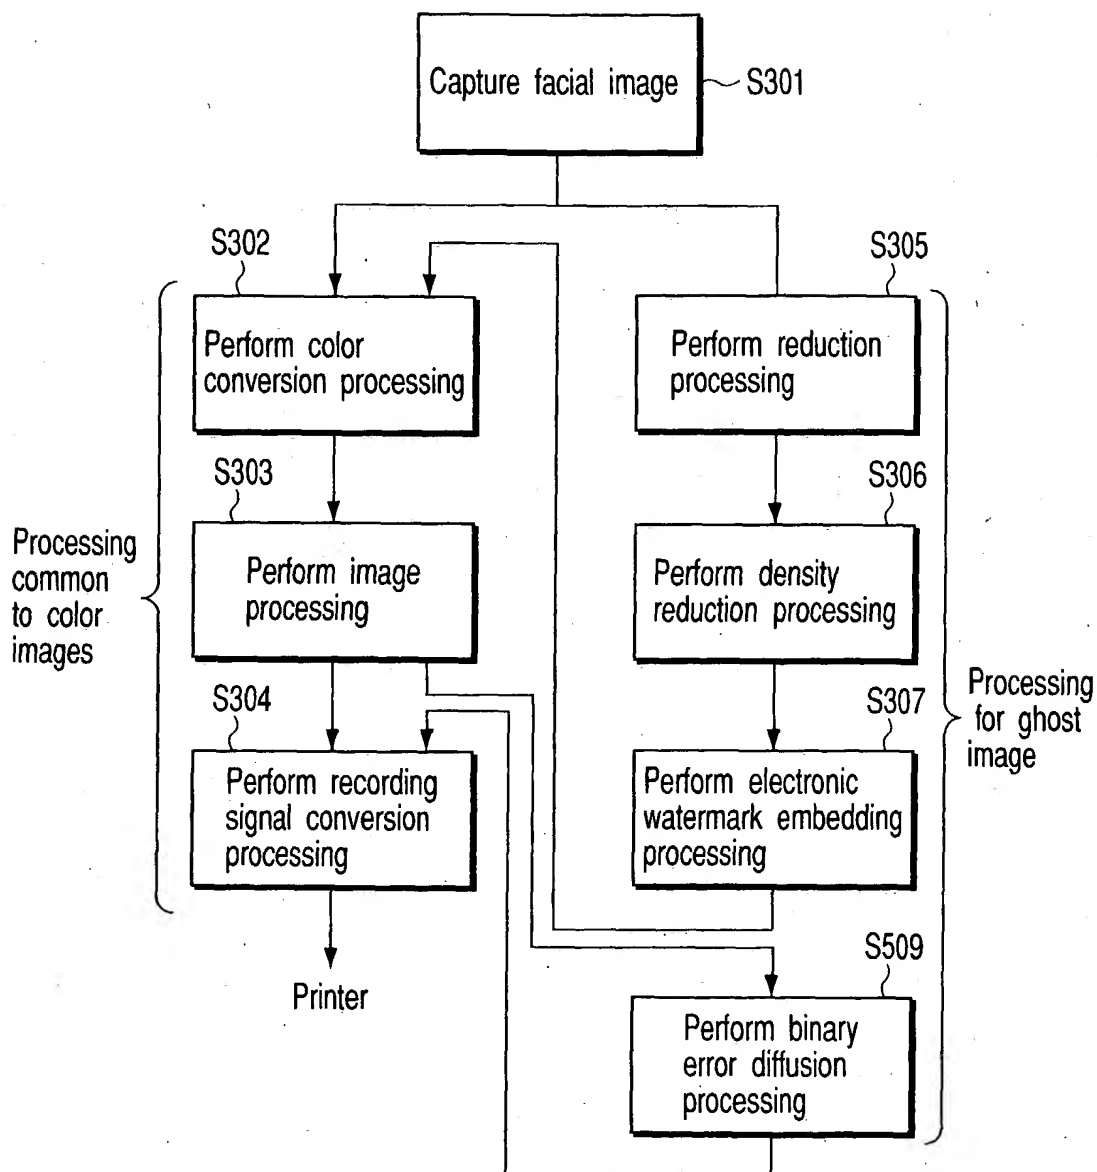 Capture facial image
S301
S302
Perform color
conversion processing
S303
Perform image
processing
S304
Perform recording
signal conversion
processing
Printer
Processing
common
to color
images
S305
Perform reduction
processing
S306
Perform density
reduction processing
S307
Perform electronic
watermark embedding
processing
S509
Perform binary
error diffusion
processing
Processing
for ghost
image